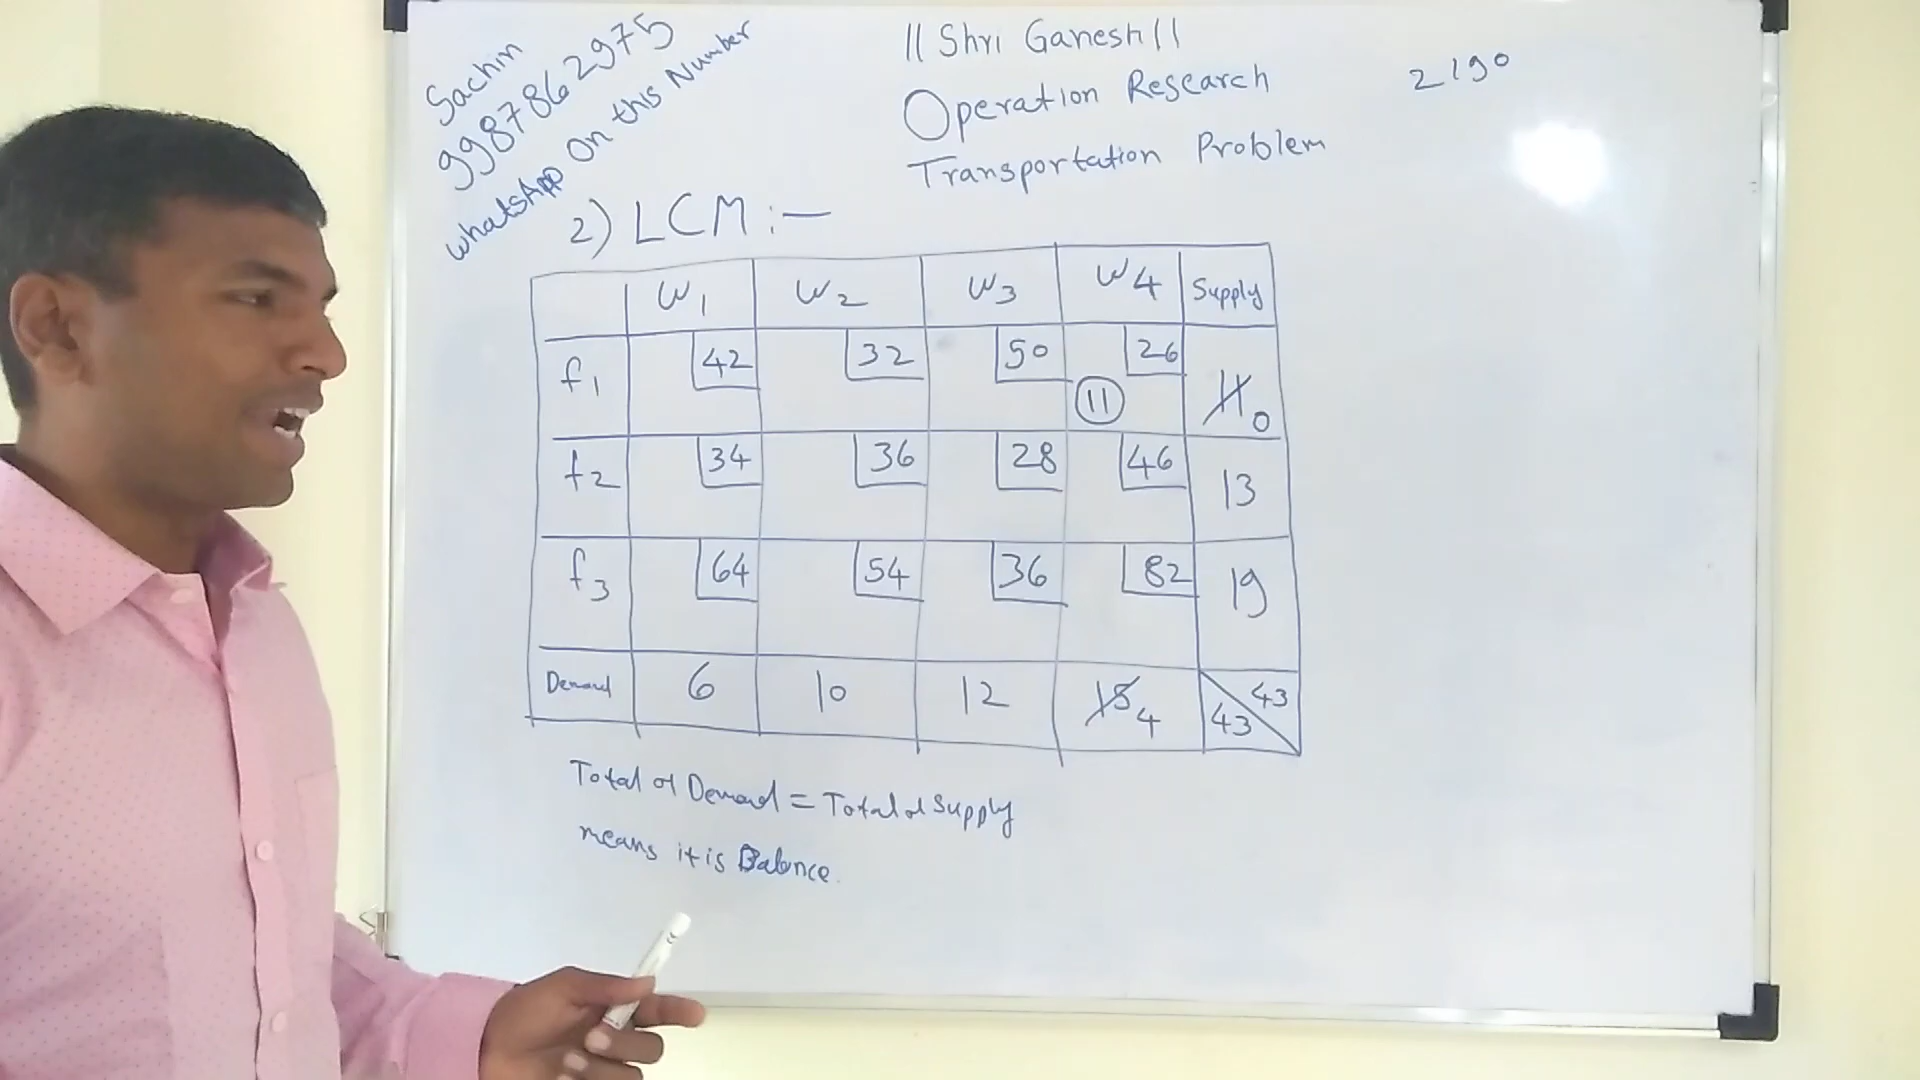 Sachin
9987862975
WhatsApp On this Number
|| Shri Ganesh ||
Operation Research
Transportation Problem
2190
2) LCM :-
W1 W2 W3 W4 Supply
f1 42 32 50 26 11 11 0
f2 34 36 28 46 13
f3 64 54 36 82 19
Demand 6 10 12 15 4 43 43
Total of Demand = Total of Supply
means it is Balance.